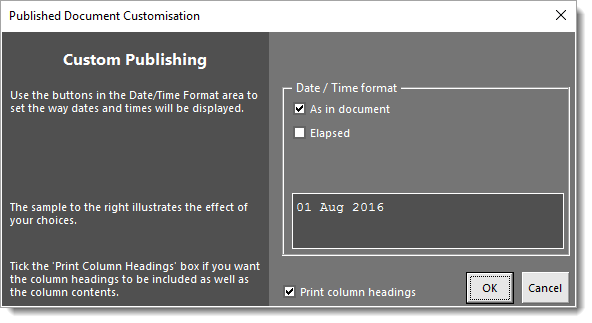 Published Document Customisation
Custom Publishing
Use the buttons in the Date/Time Format area to
set the way dates and times will be displayed.
The sample to the right illustrates the effect of
your choices.
Tick the 'Print Column Headings' box if you want
the column headings to be included as well as
the column contents.
Date / Time format
As in document
Elapsed
01 Aug 2016
Print column headings
OK
Cancel